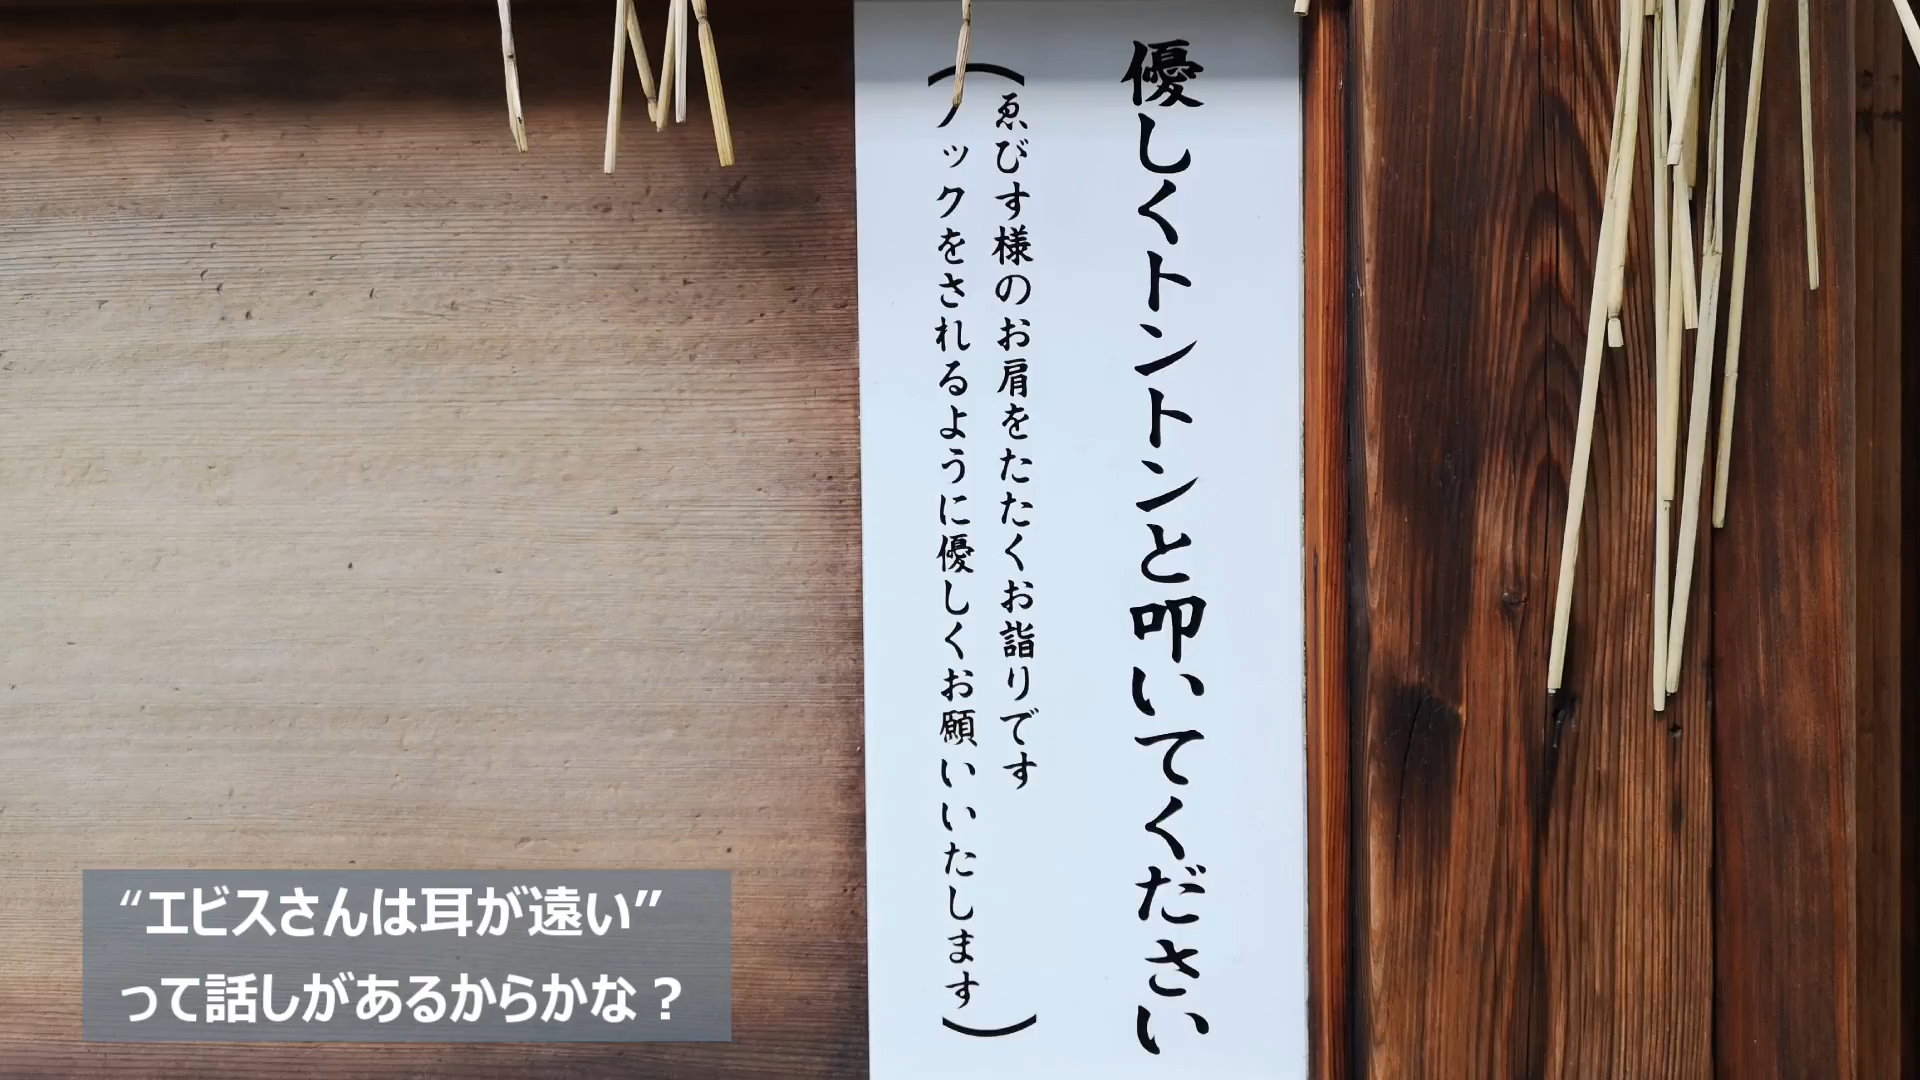 優しくトントンと叩いてください
(ゑびす様のお肩をたたくお詣りです
ノックをされるように優しくお願いいたします)
“エビスさんは耳が遠い”
って話しがあるからかな？